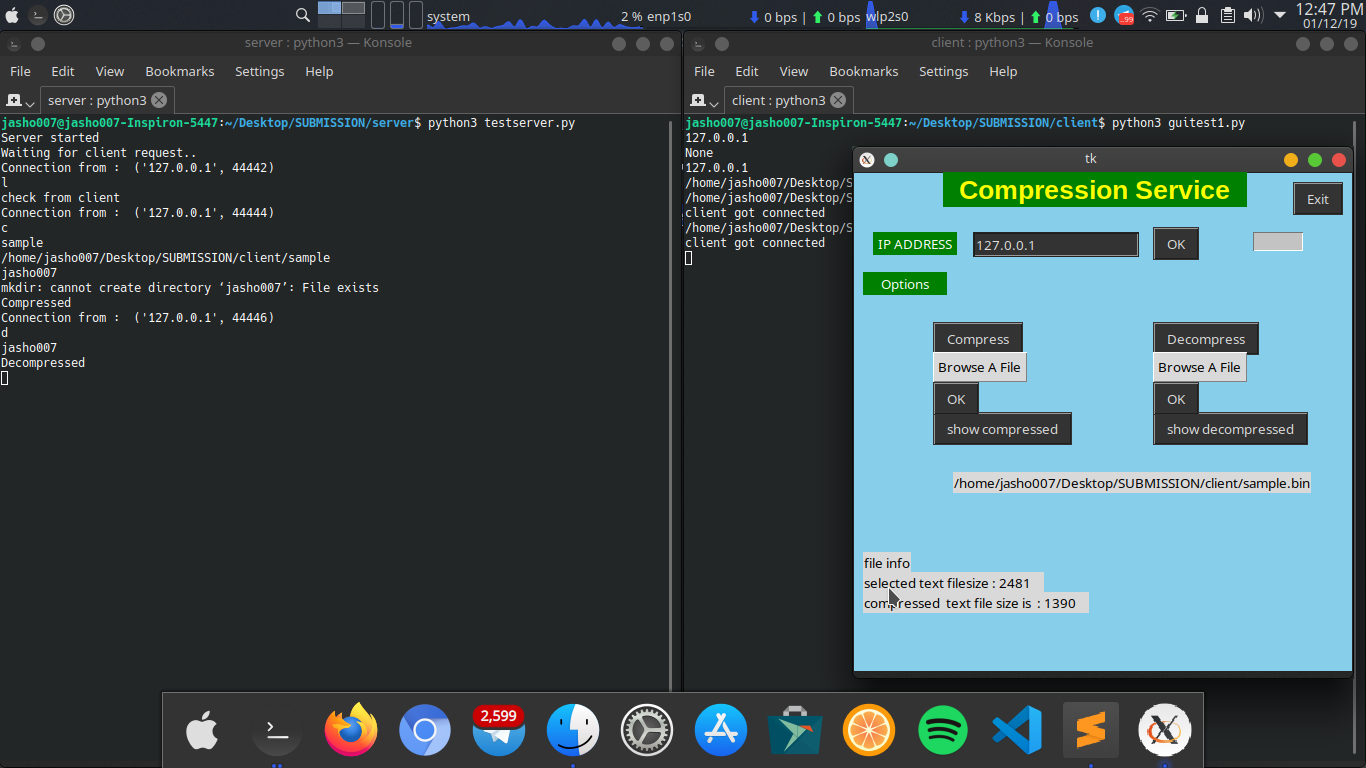 system
2 % enp1s0
0 bps | 0 bps wlp2s0
8 Kbps | 0 bps
99
12:47 PM
01/12/19
server : python3 — Konsole
File Edit View Bookmarks Settings Help
server : python3
jasho007@jasho007-Inspiron-5447:~/Desktop/SUBMISSION/server$ python3 testserver.py
Server started
Waiting for client request..
Connection from :  ('127.0.0.1', 44442)
l
check from client
Connection from :  ('127.0.0.1', 44444)
c
sample
/home/jasho007/Desktop/SUBMISSION/client/sample
jasho007
mkdir: cannot create directory ‘jasho007’: File exists
Compressed
Connection from :  ('127.0.0.1', 44446)
d
jasho007
Decompressed
client : python3 — Konsole
File Edit View Bookmarks Settings Help
client : python3
jasho007@jasho007-Inspiron-5447:~/Desktop/SUBMISSION/client$ python3 guitest1.py
127.0.0.1
None
127.0.0.1
/home/jasho007/Desktop/S
/home/jasho007/Desktop/S
client got connected
/home/jasho007/Desktop/S
client got connected
tk
Compression Service
Exit
IP ADDRESS 127.0.0.1 OK
Options
Compress Decompress
Browse A File Browse A File
OK OK
show compressed show decompressed
/home/jasho007/Desktop/SUBMISSION/client/sample.bin
file info
selected text filesize : 2481
compressed  text file size is  : 1390
2,599